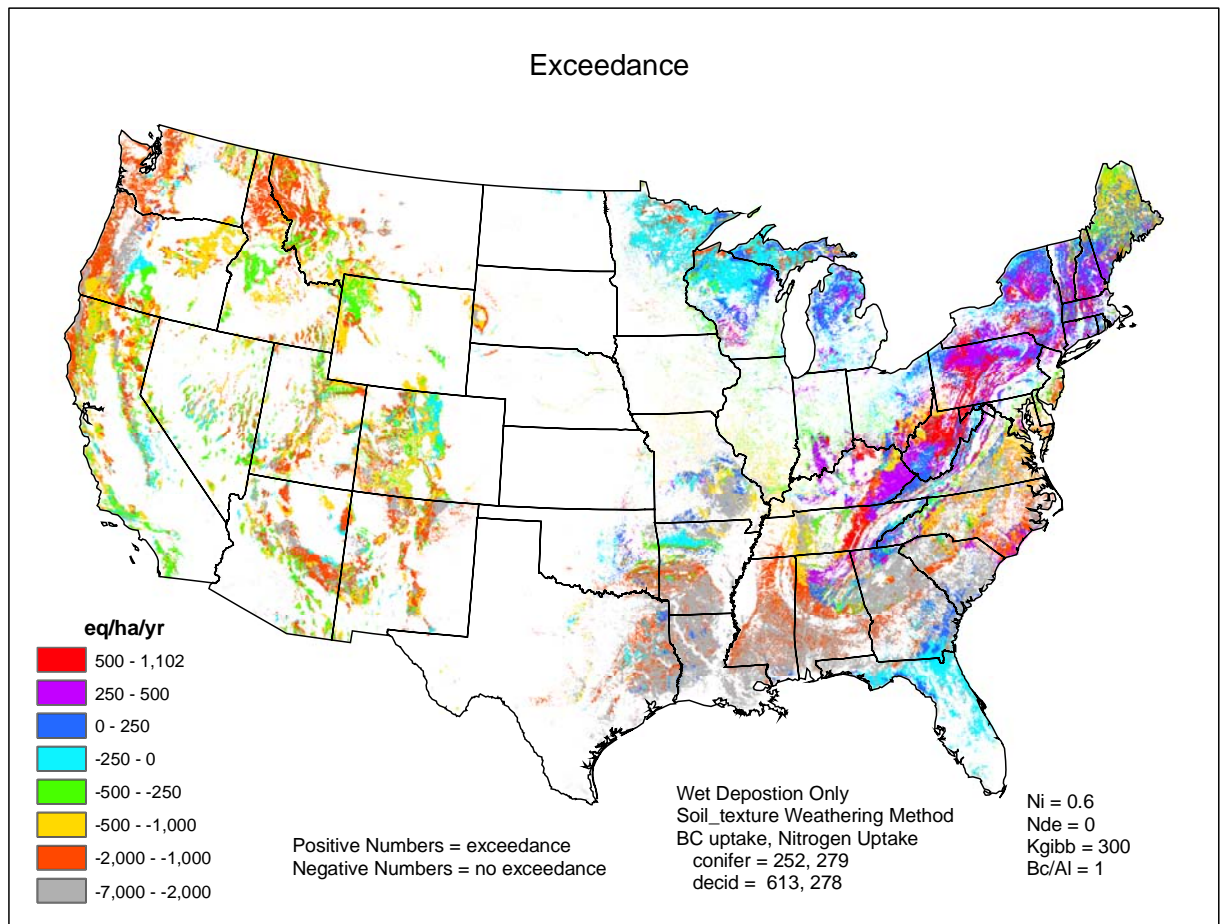 Exceedance
eq/ha/yr
500 - 1,102
250 - 500
0 - 250
-250 - 0
-500 - -250
-500 - -1,000
-2,000 - -1,000
-7,000 - -2,000
Positive Numbers = exceedance
Negative Numbers = no exceedance
Wet Depostion Only
Soil_texture Weathering Method
BC uptake, Nitrogen Uptake
conifer = 252, 279
decid = 613, 278
Ni = 0.6
Nde = 0
Kgibb = 300
Bc/Al = 1